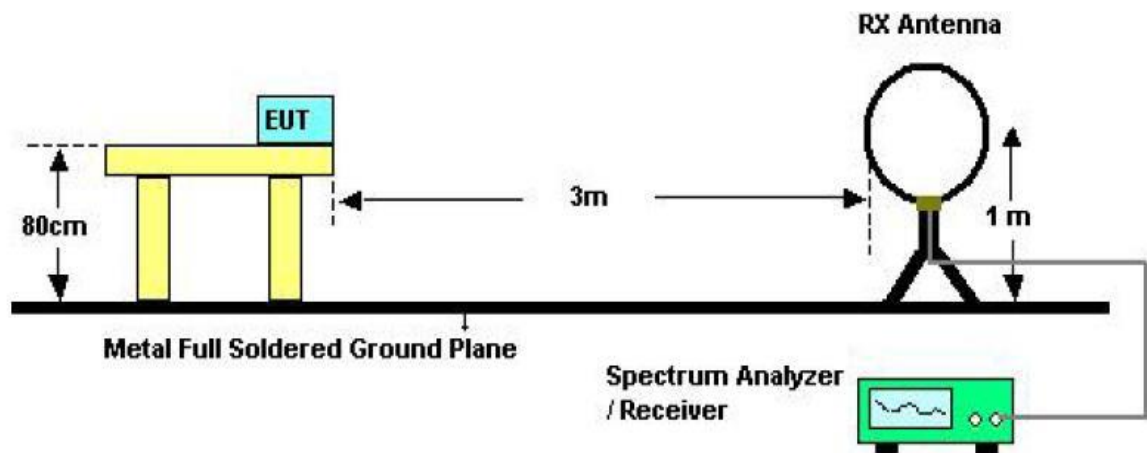 RX Antenna
EUT
80cm
3m
1 m
Metal Full Soldered Ground Plane
Spectrum Analyzer
/ Receiver